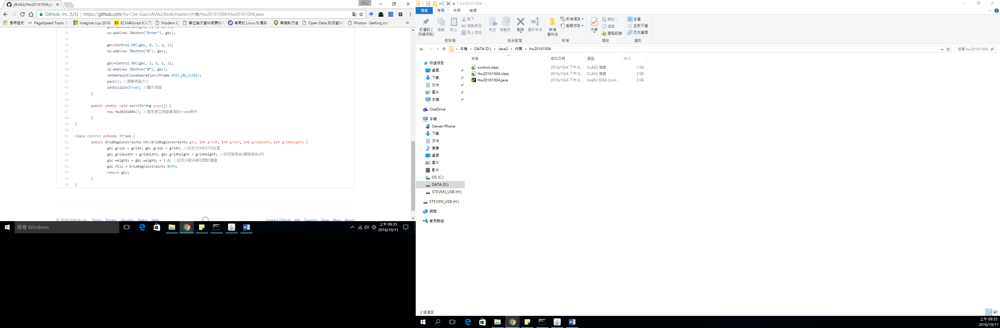 JAVA2/Hw20161004.jav
宇哲
GitHub, Inc. [US] | https://github.com/Yu-Che-Gao/JAVA2/blob/master/作業/hw20161004/Hw20161004.java
應用程式 PageSpeed Tools Imagine cup 2016 ECMAScript 6入门 Modern C 學位論文資料哪裏找 鳥哥的 Linux 私房菜 黑暗執行緒 Open Data 政府資料 Photon · Getting sta »
34 cp.add(new JButton("Enter"), gbc);
35
36 gbc=Control.GBC(gbc, 0, 3, 2, 1);
37 cp.add(new JButton("0"), gbc);
38
39 gbc=Control.GBC(gbc, 2, 3, 1, 1);
40 cp.add(new JButton("0"), gbc);
41 setDefaultCloseOperation(JFrame.EXIT_ON_CLOSE);
42 pack(); //調整視窗大小
43 setVisible(true); //顯示視窗
44 }
45
46 public static void main(String args[]) {
47 new Hw20161004(); //宣告建立視窗畫面的frame物件
48 }
49 }
50
51 class control extends JFrame {
52 public GridBagConstraints GBC(GridBagConstraints gbc, int gridX, int gridY, int gridWidth, int gridHeight) {
53 gbc.gridx = gridX; gbc.gridy = gridY; //設定元件的行列位置
54 gbc.gridwidth = gridWidth; gbc.gridheight = gridHeight; //設定寬度為1欄高度為2列
55 gbc.weightx = gbc.weighty = 1.0; //設定分配多餘空間的權重
56 gbc.fill = GridBagConstraints.BOTH;
57 return gbc;
58 }
59 }
© 2016 GitHub, Inc. Terms Privacy Security Status Help
Contact GitHub API Training Shop Blog About
搜尋 Windows
上午 09:35
2016/10/11
hw20161004
檔案 常用 共用 檢視
釘選到 [快速存取]
複製
貼上
剪下
複製路徑
貼上捷徑
剪貼簿
移至
複製到
刪除
重新命名
組合管理
新增資料夾
新增項目
輕鬆存取
新增
內容
開啟
編輯
歷程記錄
開啟
全選
全部不選
反向選擇
選取
本機 > DATA (D:) > Java2 > 作業 > hw20161004
搜尋 hw20161004
名稱 修改日期 類型 大小
control.class 2016/10/4 下午 0... CLASS 檔案 1 KB
Hw20161004.class 2016/10/4 下午 0... CLASS 檔案 2 KB
Hw20161004.java 2016/10/4 下午 0... IntelliJ IDEA Com... 2 KB
快速存取
桌面
下載
文件
圖片
本機
OneDrive
本機
Steven Phone
下載
文件
音樂
桌面
圖片
影片
OS (C:)
DATA (D:)
STEVEN_USB (H:)
STEVEN_USB (H:)
網路
家用群組
3 個項目
上午 09:35
2016/10/11